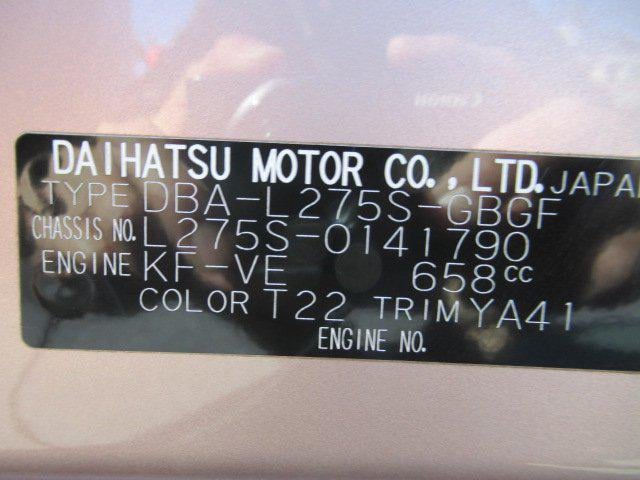 DAIHATSU MOTOR CO., LTD. JAPAN
TYPE DBA-L275S-GBGF
CHASSIS NO. L275S-0141790
ENGINE KF-VE 658cc
COLOR T22 TRIM YA41
ENGINE NO.